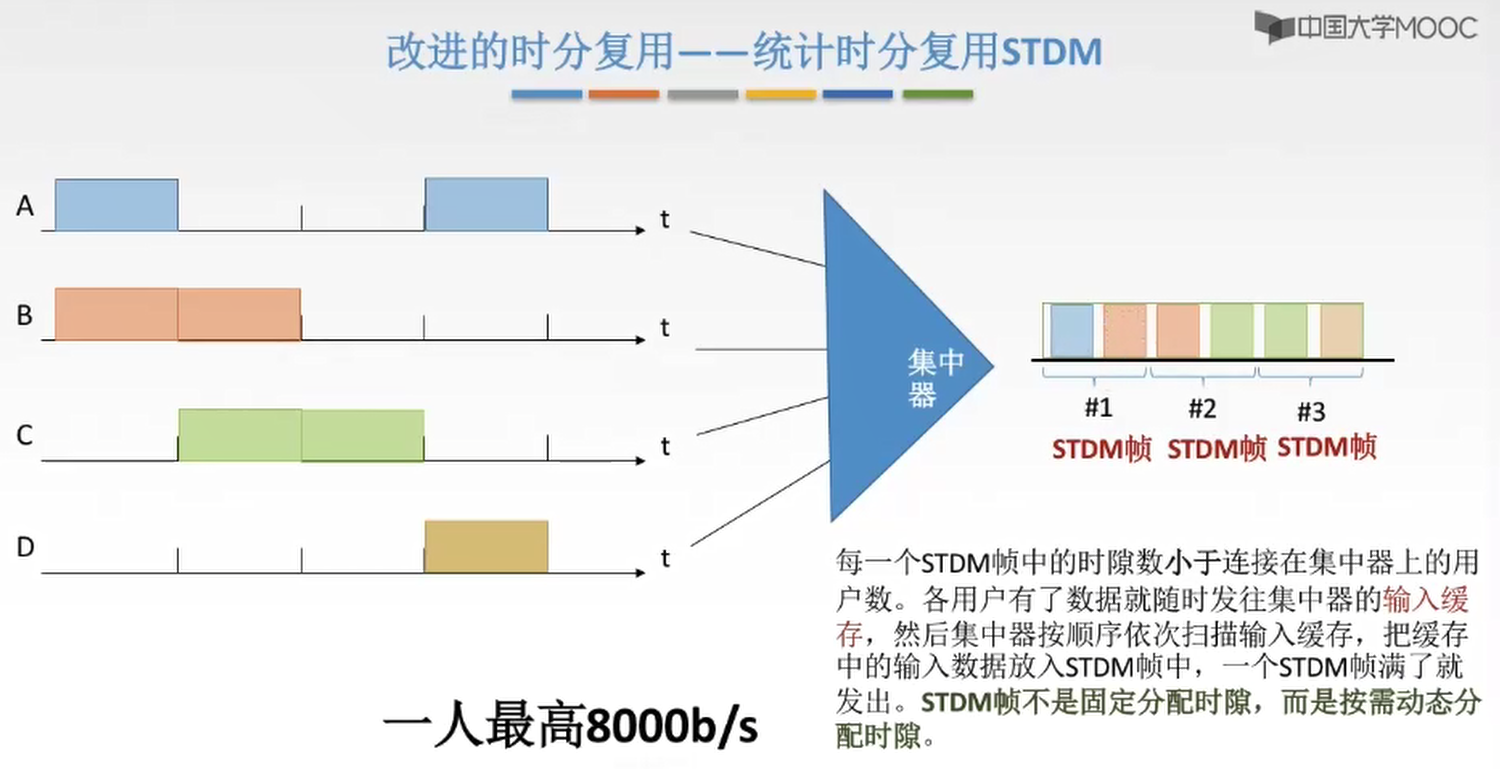 中国大学MOOC
改进的时分复用——统计时分复用STDM
A
t
B
t
C
t
D
t
集中
器
#1
#2
#3
STDM帧
STDM帧
STDM帧
每一个STDM帧中的时隙数小于连接在集中器上的用
户数。各用户有了数据就随时发往集中器的输入缓
存，然后集中器按顺序依次扫描输入缓存，把缓存
中的输入数据放入STDM帧中，一个STDM帧满了就
发出。STDM帧不是固定分配时隙，而是按需动态分
配时隙。
一人最高8000b/s